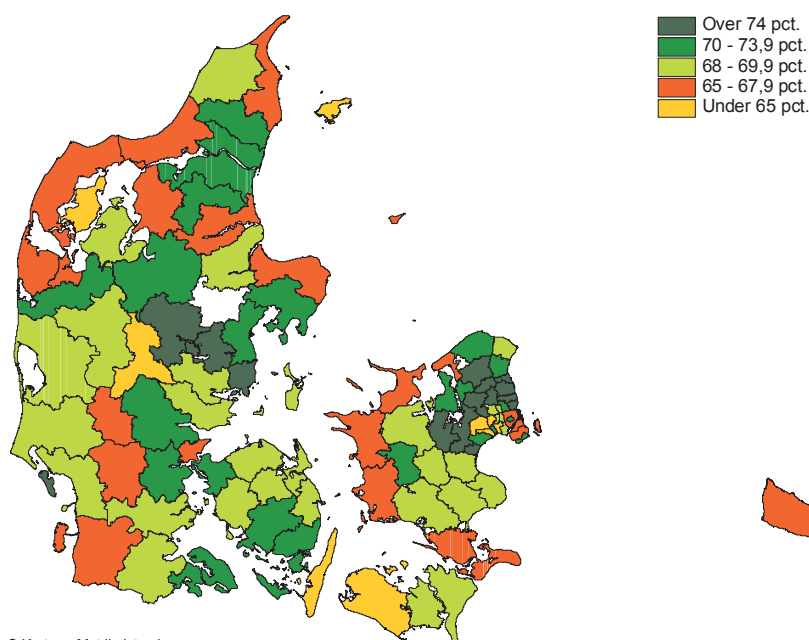 Over 74 pct.
70 - 73,9 pct.
68 - 69,9 pct.
65 - 67,9 pct.
Under 65 pct.